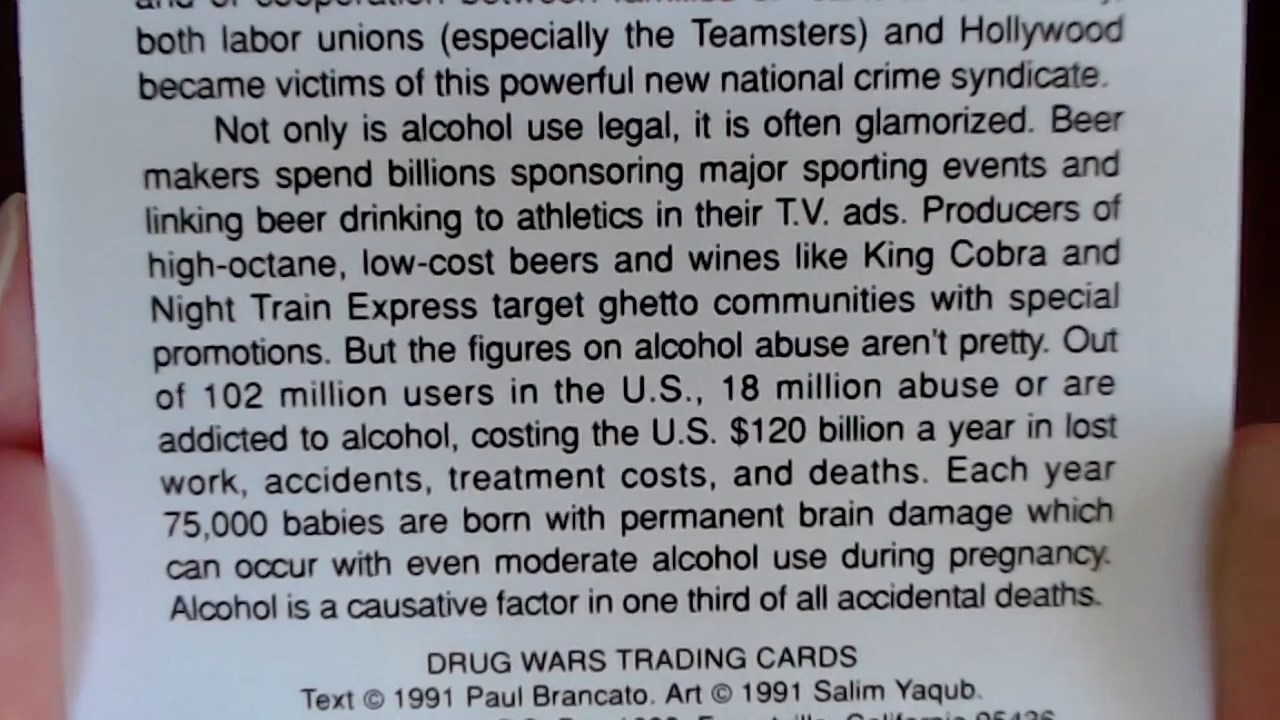 both labor unions (especially the Teamsters) and Hollywood
became victims of this powerful new national crime syndicate.
Not only is alcohol use legal, it is often glamorized. Beer
makers spend billions sponsoring major sporting events and
linking beer drinking to athletics in their T.V. ads. Producers of
high-octane, low-cost beers and wines like King Cobra and
Night Train Express target ghetto communities with special
promotions. But the figures on alcohol abuse aren't pretty. Out
of 102 million users in the U.S., 18 million abuse or are
addicted to alcohol, costing the U.S. $120 billion a year in lost
work, accidents, treatment costs, and deaths. Each year
75,000 babies are born with permanent brain damage which
can occur with even moderate alcohol use during pregnancy.
Alcohol is a causative factor in one third of all accidental deaths.
DRUG WARS TRADING CARDS
Text © 1991 Paul Brancato. Art © 1991 Salim Yaqub.